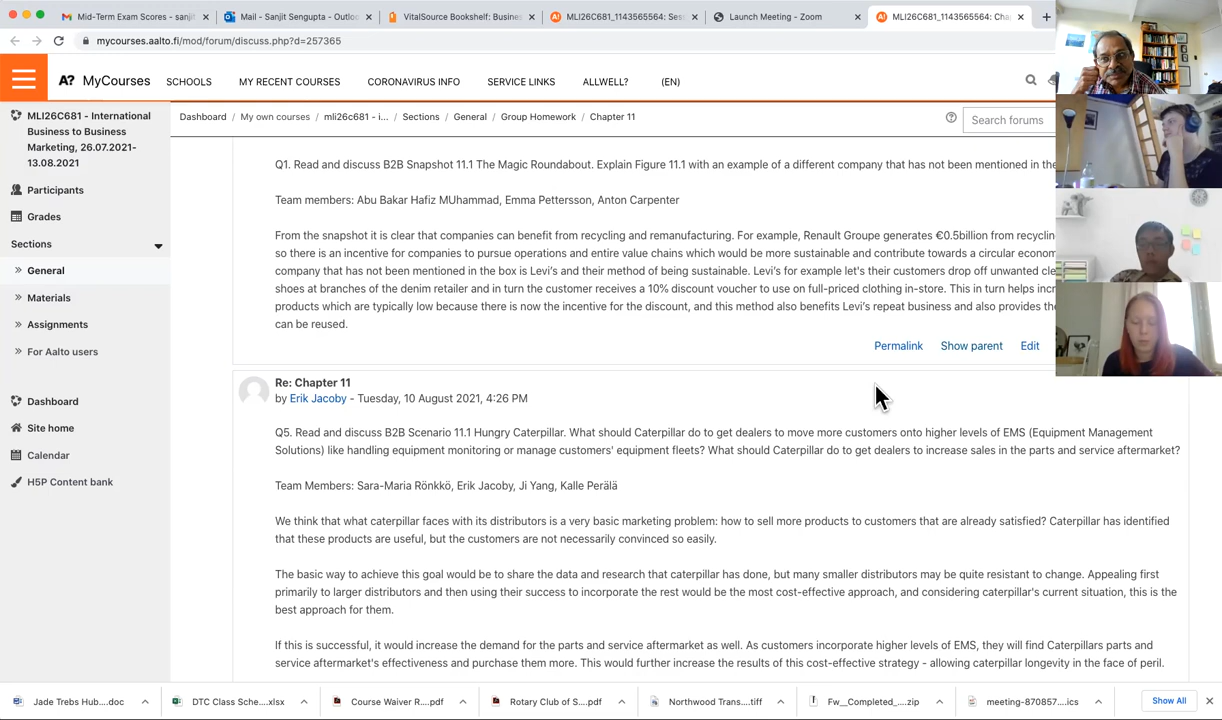 Mid-Term Exam Scores - sanjit
Mail - Sanjit Sengupta - Outloo
VitalSource Bookshelf: Busine
MLI26C681_1143565564: Se
Launch Meeting - Zoom
MLI26C681_1143565564: Cha
mycourses.aalto.fi/mod/forum/discuss.php?d=257365
A? MyCourses SCHOOLS MY RECENT COURSES CORONAVIRUS INFO SERVICE LINKS ALLWELL? (EN)
MLI26C681 - International
Business to Business
Marketing, 26.07.2021-
13.08.2021
Participants
Grades
Sections
General
Materials
Assignments
For Aalto users
Dashboard
Site home
Calendar
H5P Content bank
Dashboard / My own courses / mli26c681 - i... / Sections / General / Group Homework / Chapter 11
Search forums
Q1. Read and discuss B2B Snapshot 11.1 The Magic Roundabout. Explain Figure 11.1 with an example of a different company that has not been mentioned in the
Team members: Abu Bakar Hafiz MUhammad, Emma Pettersson, Anton Carpenter
From the snapshot it is clear that companies can benefit from recycling and remanufacturing. For example, Renault Groupe generates €0.5billion from recyclin
so there is an incentive for companies to pursue operations and entire value chains which would be more sustainable and contribute towards a circular econom
company that has not been mentioned in the box is Levi's and their method of being sustainable. Levi's for example let's their customers drop off unwanted clo
shoes at branches of the denim retailer and in turn the customer receives a 10% discount voucher to use on full-priced clothing in-store. This in turn helps incr
products which are typically low because there is now the incentive for the discount, and this method also benefits Levi's repeat business and also provides the
can be reused.
Permalink Show parent Edit
Re: Chapter 11
by Erik Jacoby - Tuesday, 10 August 2021, 4:26 PM
Q5. Read and discuss B2B Scenario 11.1 Hungry Caterpillar. What should Caterpillar do to get dealers to move more customers onto higher levels of EMS (Equipment Management
Solutions) like handling equipment monitoring or manage customers' equipment fleets? What should Caterpillar do to get dealers to increase sales in the parts and service aftermarket?
Team Members: Sara-Maria Rönkkö, Erik Jacoby, Ji Yang, Kalle Perälä
We think that what caterpillar faces with its distributors is a very basic marketing problem: how to sell more products to customers that are already satisfied? Caterpillar has identified
that these products are useful, but the customers are not necessarily convinced so easily.
The basic way to achieve this goal would be to share the data and research that caterpillar has done, but many smaller distributors may be quite resistant to change. Appealing first
primarily to larger distributors and then using their success to incorporate the rest would be the most cost-effective approach, and considering caterpillar's current situation, this is the
best approach for them.
If this is successful, it would increase the demand for the parts and service aftermarket as well. As customers incorporate higher levels of EMS, they will find Caterpillars parts and
service aftermarket's effectiveness and purchase them more. This would further increase the results of this cost-effective strategy - allowing caterpillar longevity in the face of peril.
Jade Trebs Hub....doc
DTC Class Sche....xlsx
Course Waiver R....pdf
Rotary Club of S....pdf
Northwood Trans....tiff
Fw__Completed_....zip
meeting-870857....ics
Show All